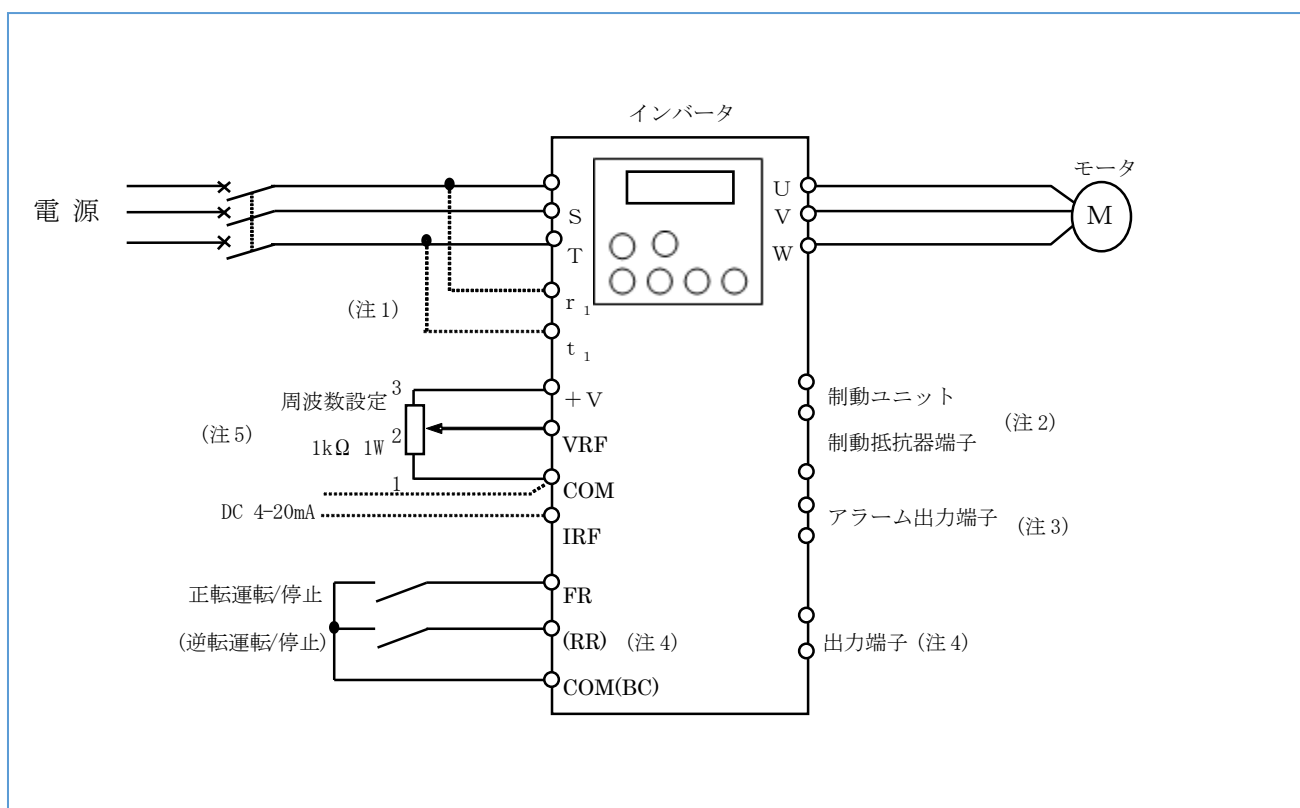 インバータ
モータ
電 源
S
T
r 1
t 1
U
V
W
M
(注 1)
周波数設定
3
2
1
1kΩ 1W
(注 5)
DC 4-20mA
+V
VRF
COM
IRF
正転運転/停止
(逆転運転/停止)
FR
(RR) (注 4)
COM(BC)
制動ユニット
制動抵抗器端子
(注 2)
アラーム出力端子 (注 3)
出力端子 (注 4)